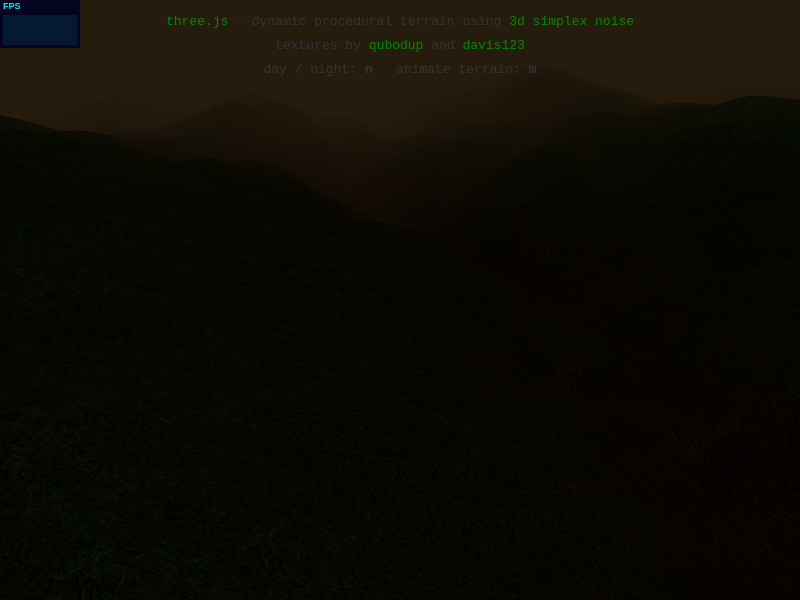 FPS
three.js - dynamic procedural terrain using 3d simplex noise
textures by qubodup and davis123
day / night: n   animate terrain: m